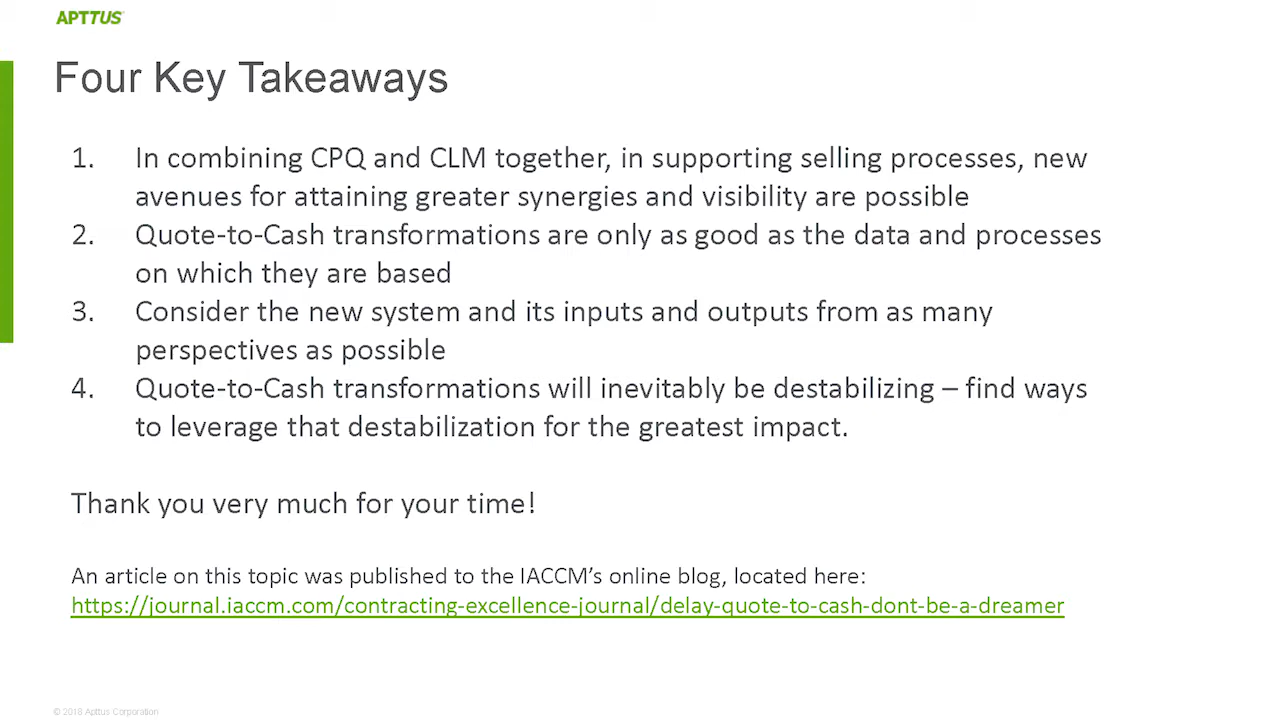 APTTUS
Four Key Takeaways
1. In combining CPQ and CLM together, in supporting selling processes, new
avenues for attaining greater synergies and visibility are possible
2. Quote-to-Cash transformations are only as good as the data and processes
on which they are based
3. Consider the new system and its inputs and outputs from as many
perspectives as possible
4. Quote-to-Cash transformations will inevitably be destabilizing – find ways
to leverage that destabilization for the greatest impact.
Thank you very much for your time!
An article on this topic was published to the IACCM’s online blog, located here:
https://journal.iaccm.com/contracting-excellence-journal/delay-quote-to-cash-dont-be-a-dreamer
© 2018 Apttus Corporation